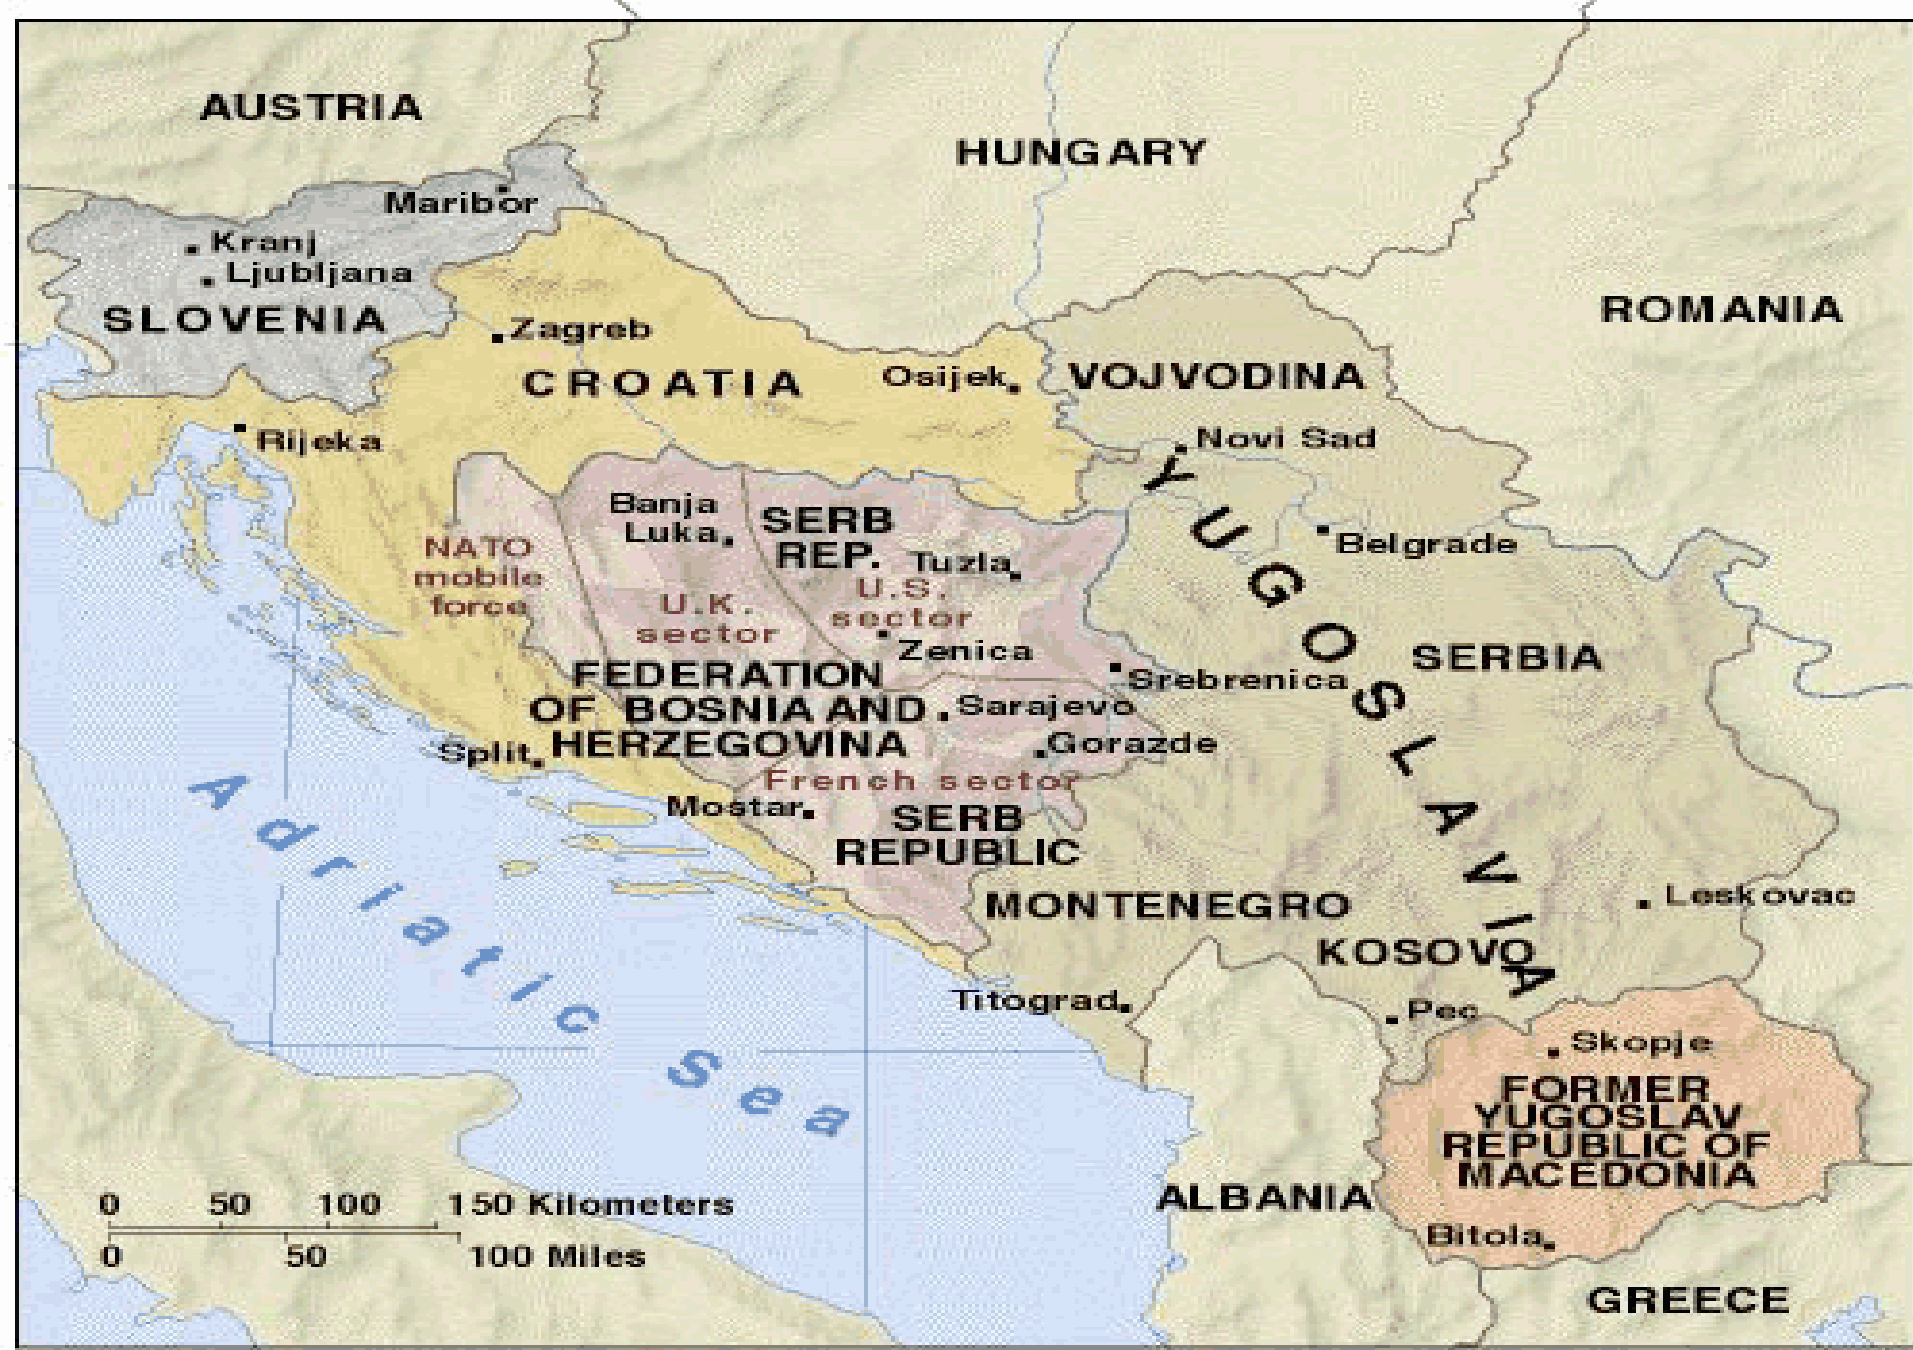 AUSTRIA
HUNGARY
Maribor
Kranj
Ljubljana
SLOVENIA
ROMANIA
Zagreb
CROATIA
Osijek
VOJVODINA
Rijeka
Novi Sad
YUGOSLAVIA
Banja
Luka
SERB
REP.
Tuzla
Belgrade
NATO
mobile
force
U.K.
sector
U.S.
sector
Zenica
SERBIA
FEDERATION
OF BOSNIA AND
HERZEGOVINA
Srebrenica
Sarajevo
Gorazde
Split
French sector
Mostar
SERB
REPUBLIC
Adriatic Sea
MONTENEGRO
Leskovac
KOSOVO
Titograd
Pec
Skopje
FORMER
YUGOSLAV
REPUBLIC OF
MACEDONIA
ALBANIA
Bitola
GREECE
0 50 100 150 Kilometers
0 50 100 Miles